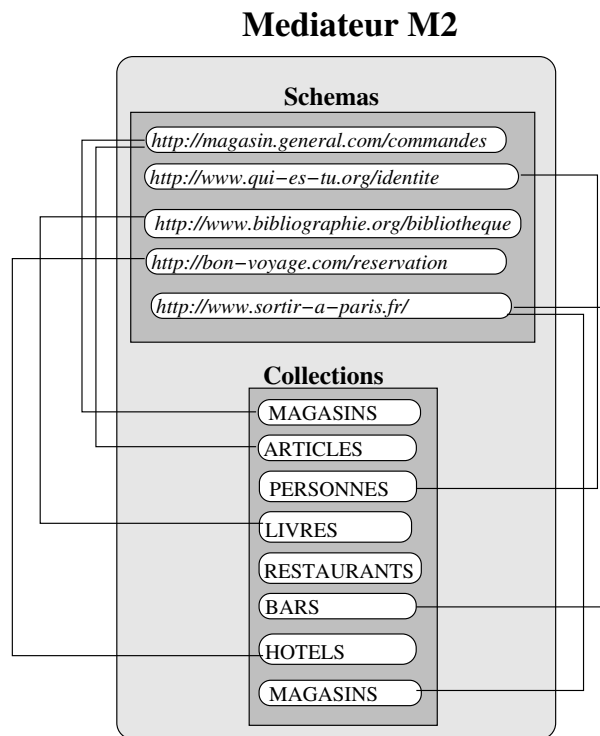 Mediateur M2
Schemas
http://magasin.general.com/commandes
http://www.qui−es−tu.org/identite
http://www.bibliographie.org/bibliotheque
http://bon−voyage.com/reservation
http://www.sortir−a−paris.fr/
Collections
MAGASINS
ARTICLES
PERSONNES
LIVRES
RESTAURANTS
BARS
HOTELS
MAGASINS